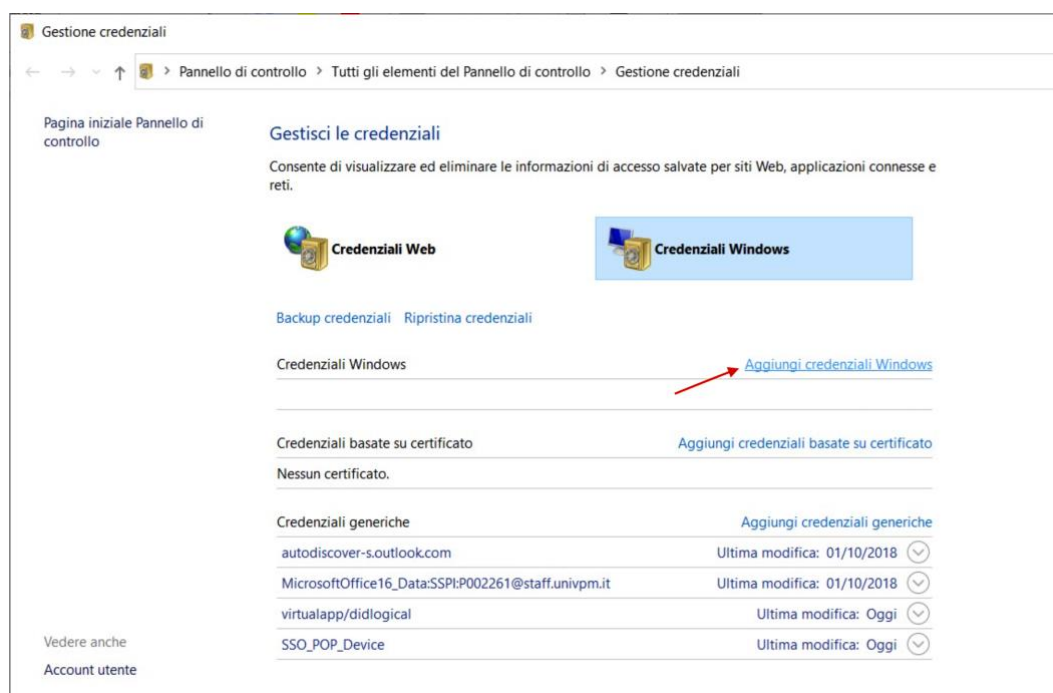 Gestione credenziali
Pannello di controllo > Tutti gli elementi del Pannello di controllo > Gestione credenziali
Pagina iniziale Pannello di
controllo
Gestisci le credenziali
Consente di visualizzare ed eliminare le informazioni di accesso salvate per siti Web, applicazioni connesse e
reti.
Credenziali Web
Credenziali Windows
Backup credenziali Ripristina credenziali
Credenziali Windows Aggiungi credenziali Windows
Credenziali basate su certificato Aggiungi credenziali basate su certificato
Nessun certificato.
Credenziali generiche Aggiungi credenziali generiche
autodiscover-s.outlook.com Ultima modifica: 01/10/2018
MicrosoftOffice16_Data:SSPI:P002261@staff.univpm.it Ultima modifica: 01/10/2018
virtualapp/didlogical Ultima modifica: Oggi
SSO_POP_Device Ultima modifica: Oggi
Vedere anche
Account utente